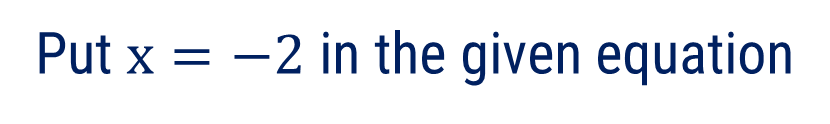 Put x = −2 in the given equation